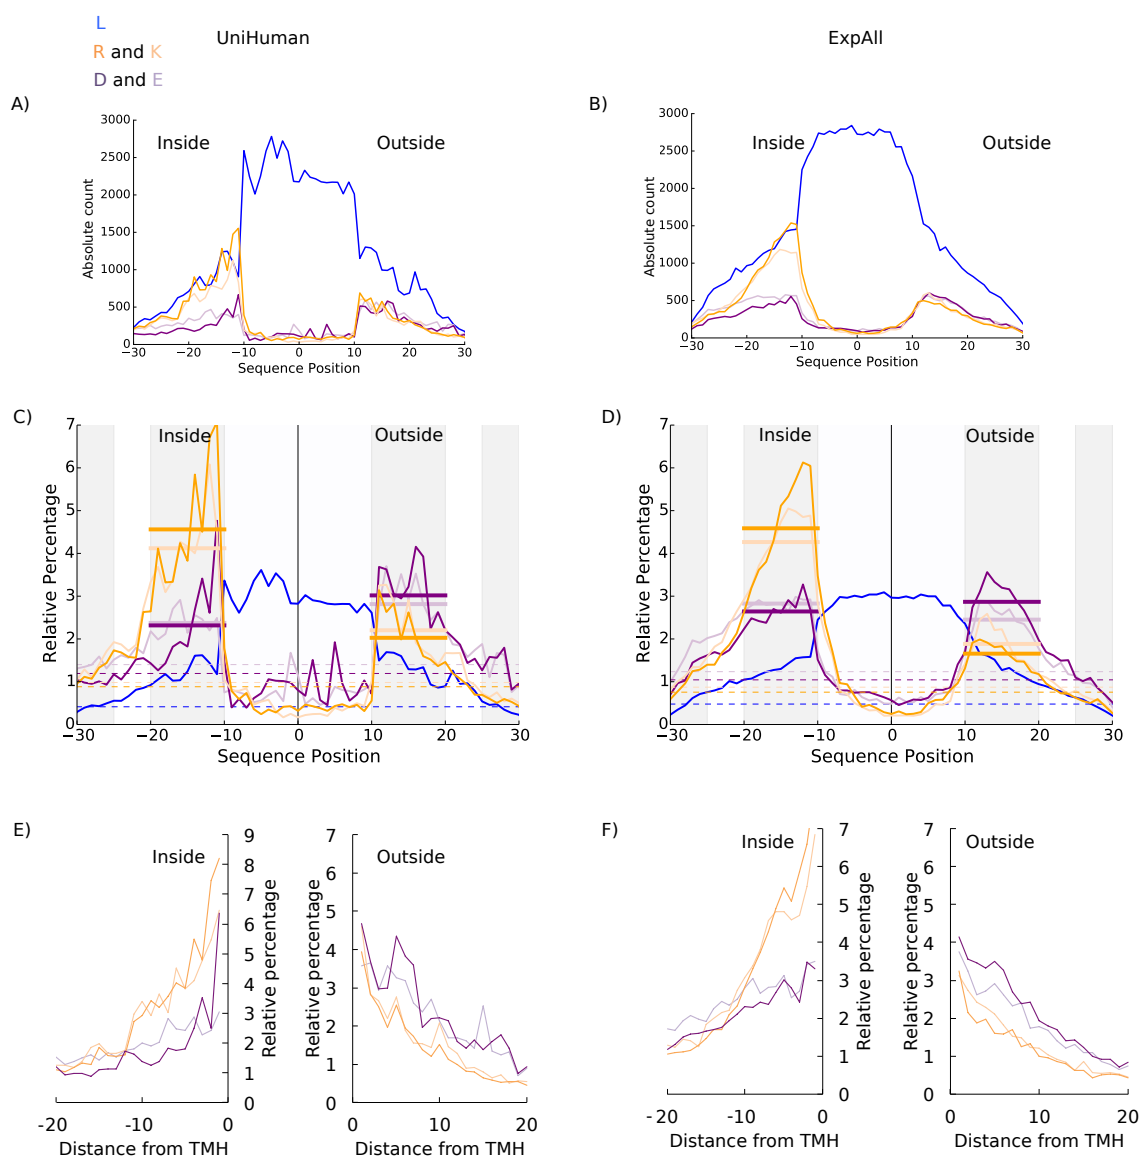 L
UniHuman
ExpAll
R and K
D and E
A)
B)
3000
2500
2000
1500
1000
500
0
Absolute count
Inside
Outside
−30
−20
−10
0
10
20
30
Sequence Position
3000
2500
2000
1500
1000
500
0
Absolute count
Inside
Outside
−30
−20
−10
0
10
20
30
Sequence Position
C)
D)
7
6
5
4
3
2
1
0
Relative Percentage
Inside
Outside
−30
−20
−10
0
10
20
30
Sequence Position
7
6
5
4
3
2
1
0
Relative Percentage
Inside
Outside
−30
−20
−10
0
10
20
30
Sequence Position
E)
F)
Inside
9
8
7
6
5
4
3
2
1
0
Relative percentage
-20
-10
0
Distance from TMH
7
6
5
4
3
2
1
0
Relative percentage
Outside
0
10
20
Distance from TMH
Inside
7
6
5
4
3
2
1
0
Relative percentage
-20
-10
0
Distance from TMH
7
6
5
4
3
2
1
0
Relative percentage
Outside
0
10
20
Distance from TMH